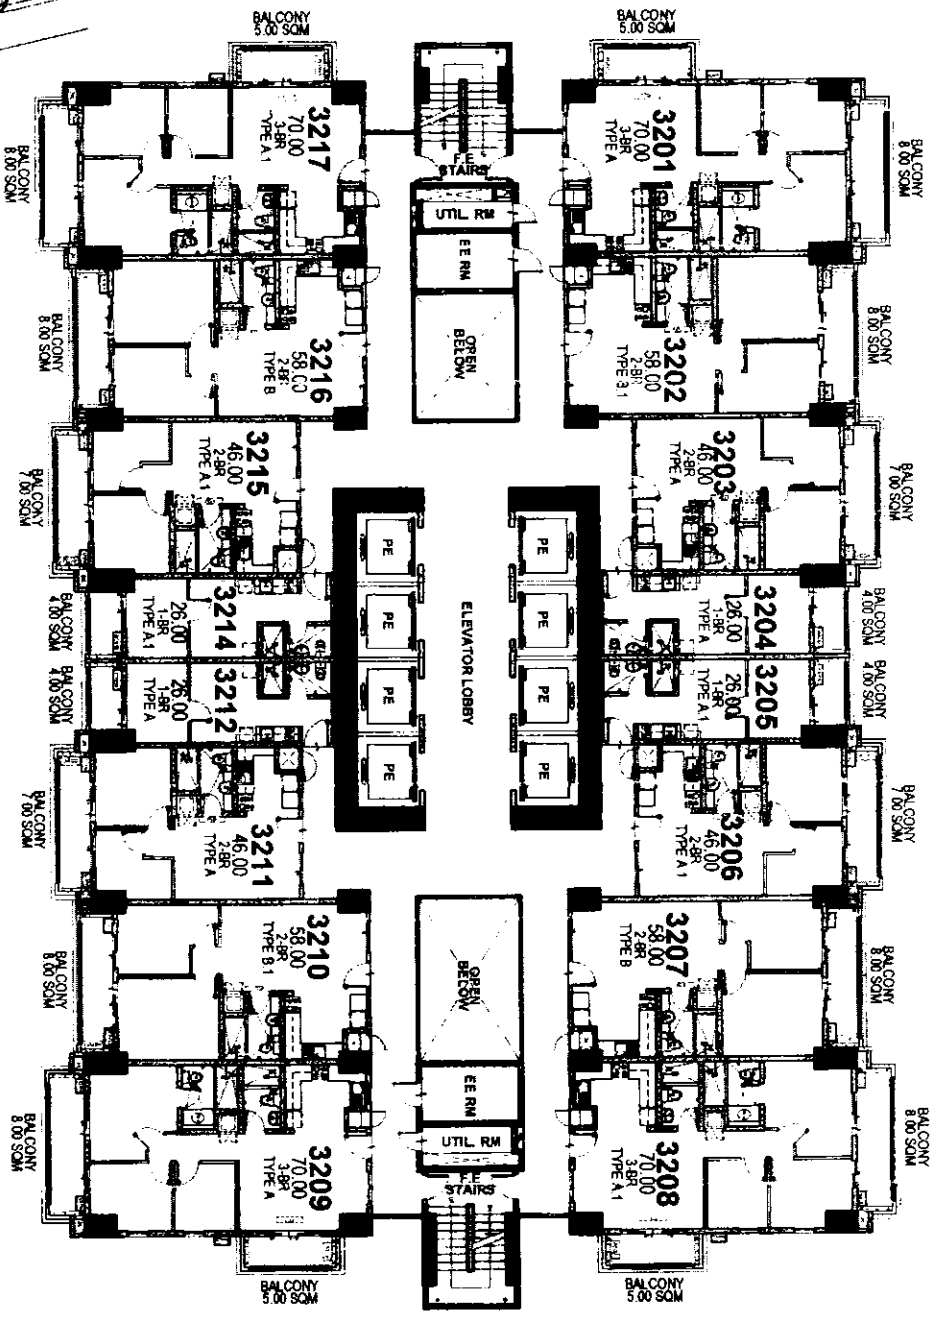 BALCONY
5.00 SQM
BALCONY
5.00 SQM
BALCONY
8.00 SQM
3217
70.00
3-BR
TYPE A.1
F.E
STAIRS
UTIL. RM
EE RM
OPEN
BELOW
3201
70.00
3-BR
TYPE A
BALCONY
8.00 SQM
BALCONY
8.00 SQM
3216
58.00
2-BR
TYPE B
3202
58.00
2-BR
TYPE B.1
BALCONY
8.00 SQM
BALCONY
7.00 SQM
3215
46.00
2-BR
TYPE A.1
3203
46.00
2-BR
TYPE A
BALCONY
7.00 SQM
PE
PE
PE
PE
ELEVATOR LOBBY
PE
PE
PE
PE
BALCONY
4.00 SQM
3214
26.00
1-BR
TYPE A.1
3204
26.00
1-BR
TYPE A
BALCONY
4.00 SQM
BALCONY
4.00 SQM
3212
26.00
1-BR
TYPE A
3205
26.00
1-BR
TYPE A.1
BALCONY
4.00 SQM
BALCONY
7.00 SQM
3211
46.00
2-BR
TYPE A
3206
46.00
2-BR
TYPE A.1
BALCONY
7.00 SQM
BALCONY
8.00 SQM
3210
58.00
2-BR
TYPE B.1
OPEN
BELOW
3207
58.00
2-BR
TYPE B
BALCONY
8.00 SQM
BALCONY
8.00 SQM
3209
70.00
3-BR
TYPE A
EE RM
UTIL. RM
F.E
STAIRS
3208
70.00
3-BR
TYPE A.1
BALCONY
8.00 SQM
BALCONY
5.00 SQM
BALCONY
5.00 SQM